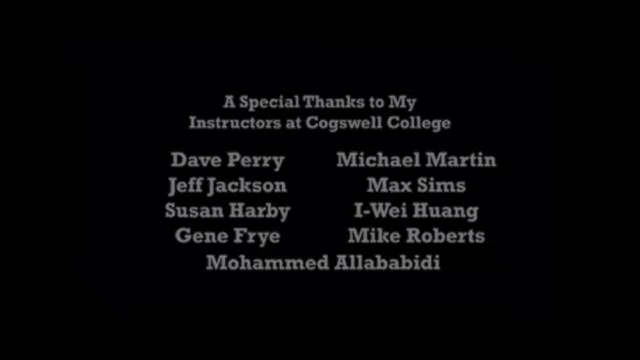 A Special Thanks to My
Instructors at Cogswell College
Dave Perry Michael Martin
Jeff Jackson Max Sims
Susan Harby I-Wei Huang
Gene Frye Mike Roberts
Mohammed Allababidi